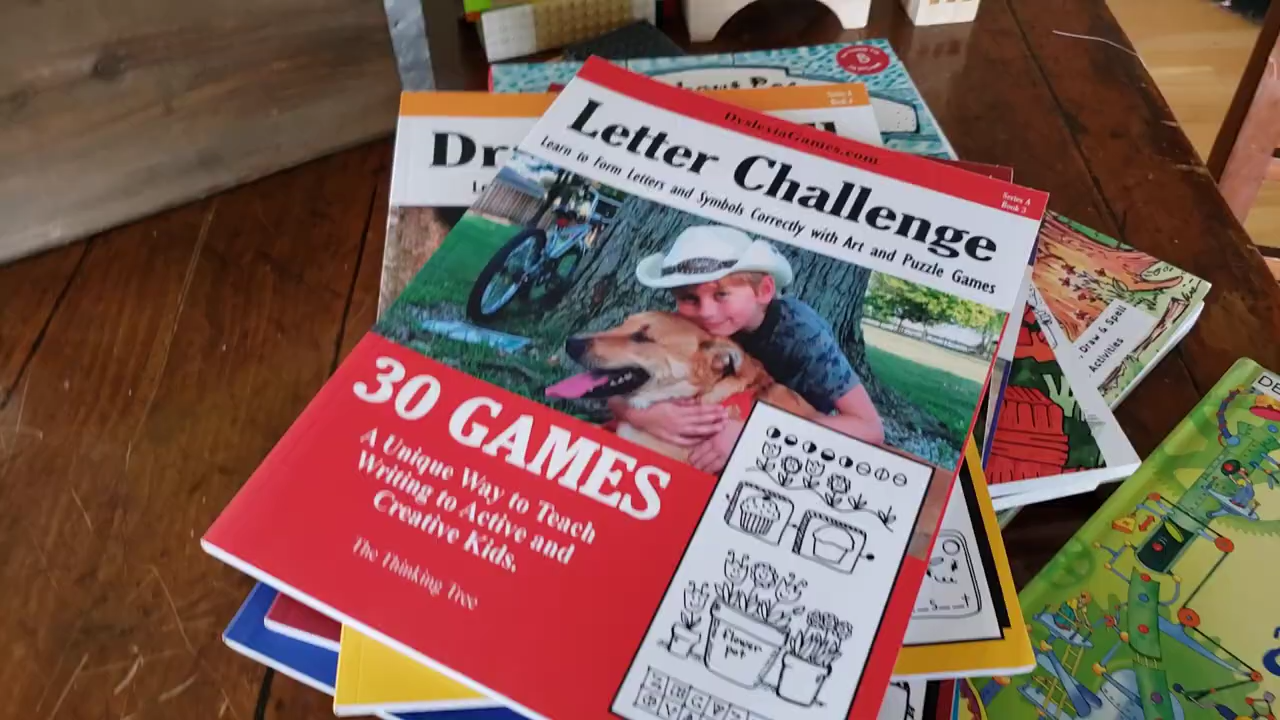 DyslexiaGames.com
Letter Challenge
Learn to Form Letters and Symbols Correctly with Art and Puzzle Games
Series A
Book 3
30 GAMES
A Unique Way to Teach
Writing to Active and
Creative Kids.
The Thinking Tree
flower
pot
Series A
Draw & Spell
Activities